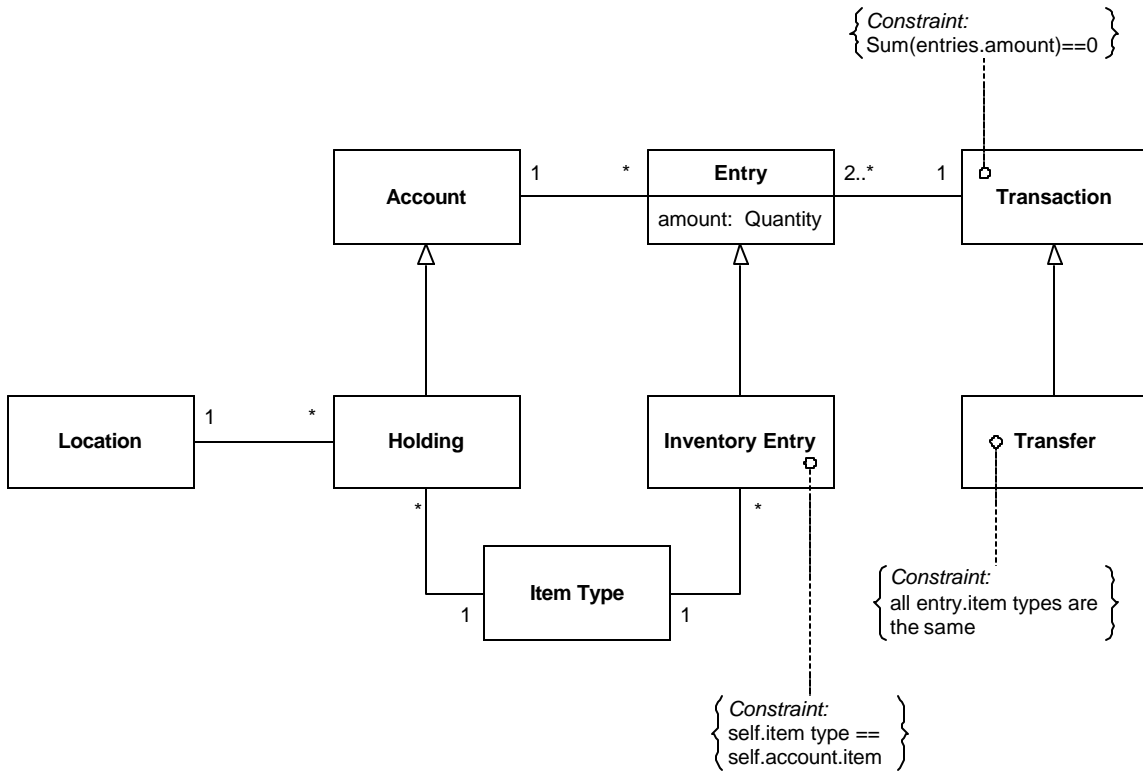 Constraint:
Sum(entries.amount)==0
Account
1
*
Entry
amount: Quantity
2..*
1
Transaction
Location
1
*
Holding
Inventory Entry
Transfer
*
*
Item Type
1
1
Constraint:
all entry.item types are
the same
Constraint:
self.item type ==
self.account.item